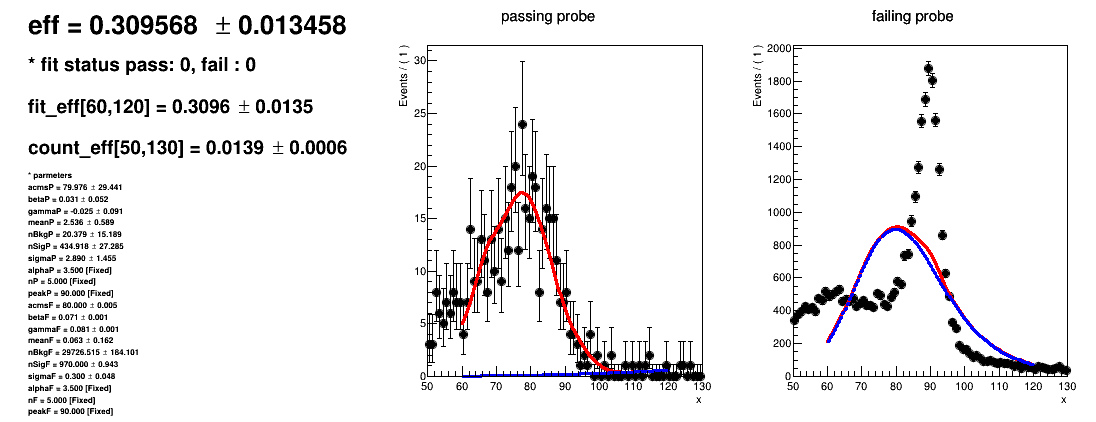 eff = 0.309568 ± 0.013458
* fit status pass: 0, fail : 0
fit_eff[60,120] = 0.3096 ± 0.0135
count_eff[50,130] = 0.0139 ± 0.0006
* parmeters
acmsP = 79.976 ± 29.441
betaP = 0.031 ± 0.052
gammaP = -0.025 ± 0.091
meanP = 2.536 ± 0.589
nBkgP = 20.379 ± 15.189
nSigP = 434.918 ± 27.285
sigmaP = 2.890 ± 1.455
alphaP = 3.500 [Fixed]
nP = 5.000 [Fixed]
peakP = 90.000 [Fixed]
acmsF = 80.000 ± 0.005
betaF = 0.071 ± 0.001
gammaF = 0.081 ± 0.001
meanF = 0.063 ± 0.162
nBkgF = 29726.515 ± 184.101
nSigF = 970.000 ± 0.943
sigmaF = 0.300 ± 0.048
alphaF = 3.500 [Fixed]
nF = 5.000 [Fixed]
peakF = 90.000 [Fixed]
passing probe
Events / ( 1 )
30
25
20
15
10
5
0
50 60 70 80 90 100 110 120 130
x
failing probe
Events / ( 1 )
2000
1800
1600
1400
1200
1000
800
600
400
200
0
50 60 70 80 90 100 110 120 130
x